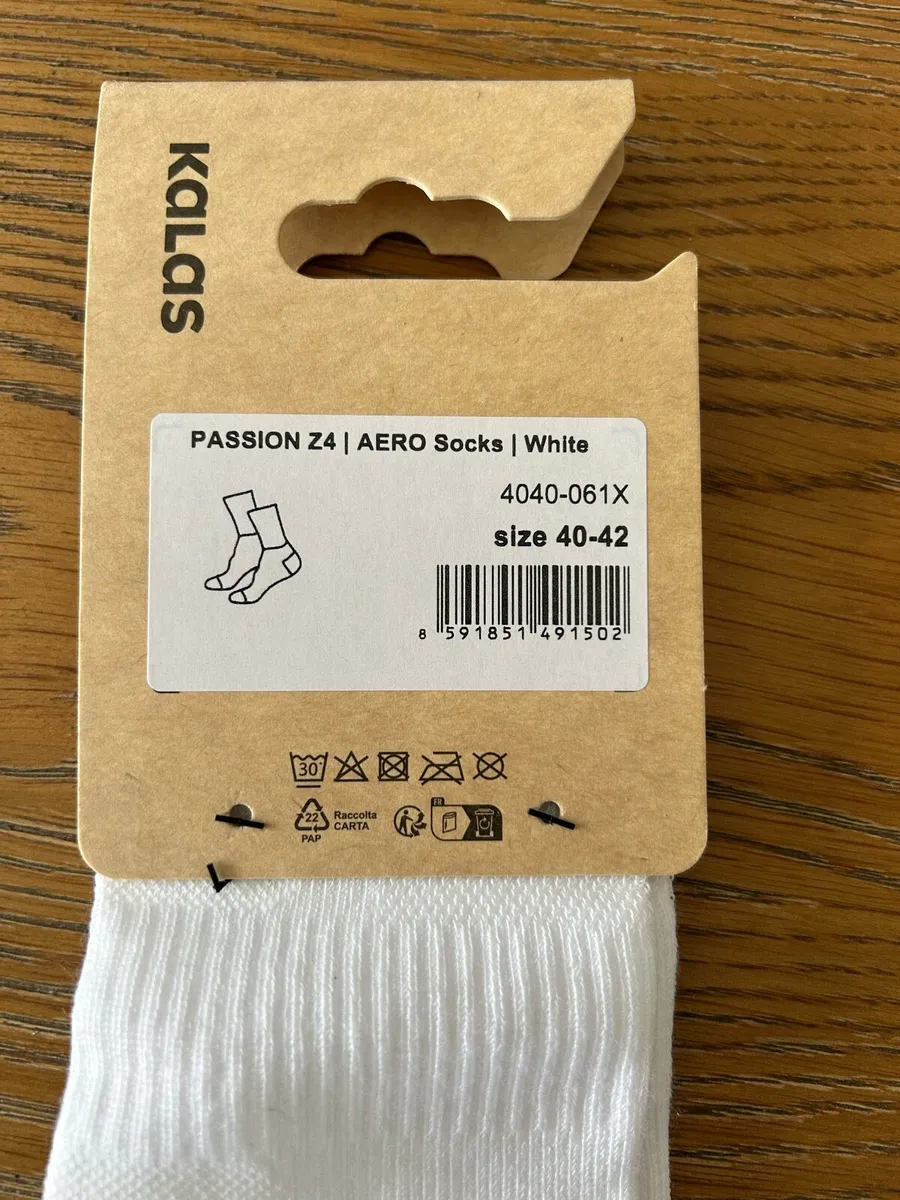 KALAS
PASSION Z4 | AERO Socks | White
4040-061X
size 40-42
8 591851 491502
30
22
PAP
Raccolta
CARTA
FR